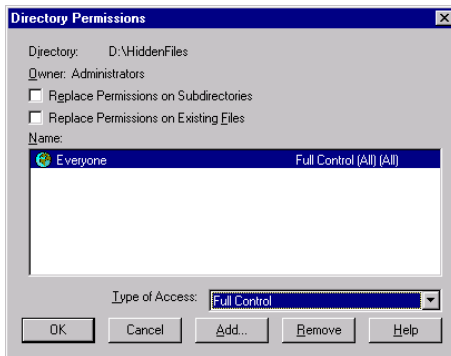 Directory Permissions
Directory: D:\HiddenFiles
Owner: Administrators
Replace Permissions on Subdirectories
Replace Permissions on Existing Files
Name:
Everyone Full Control (All) (All)
Type of Access: Full Control
OK Cancel Add... Remove Help